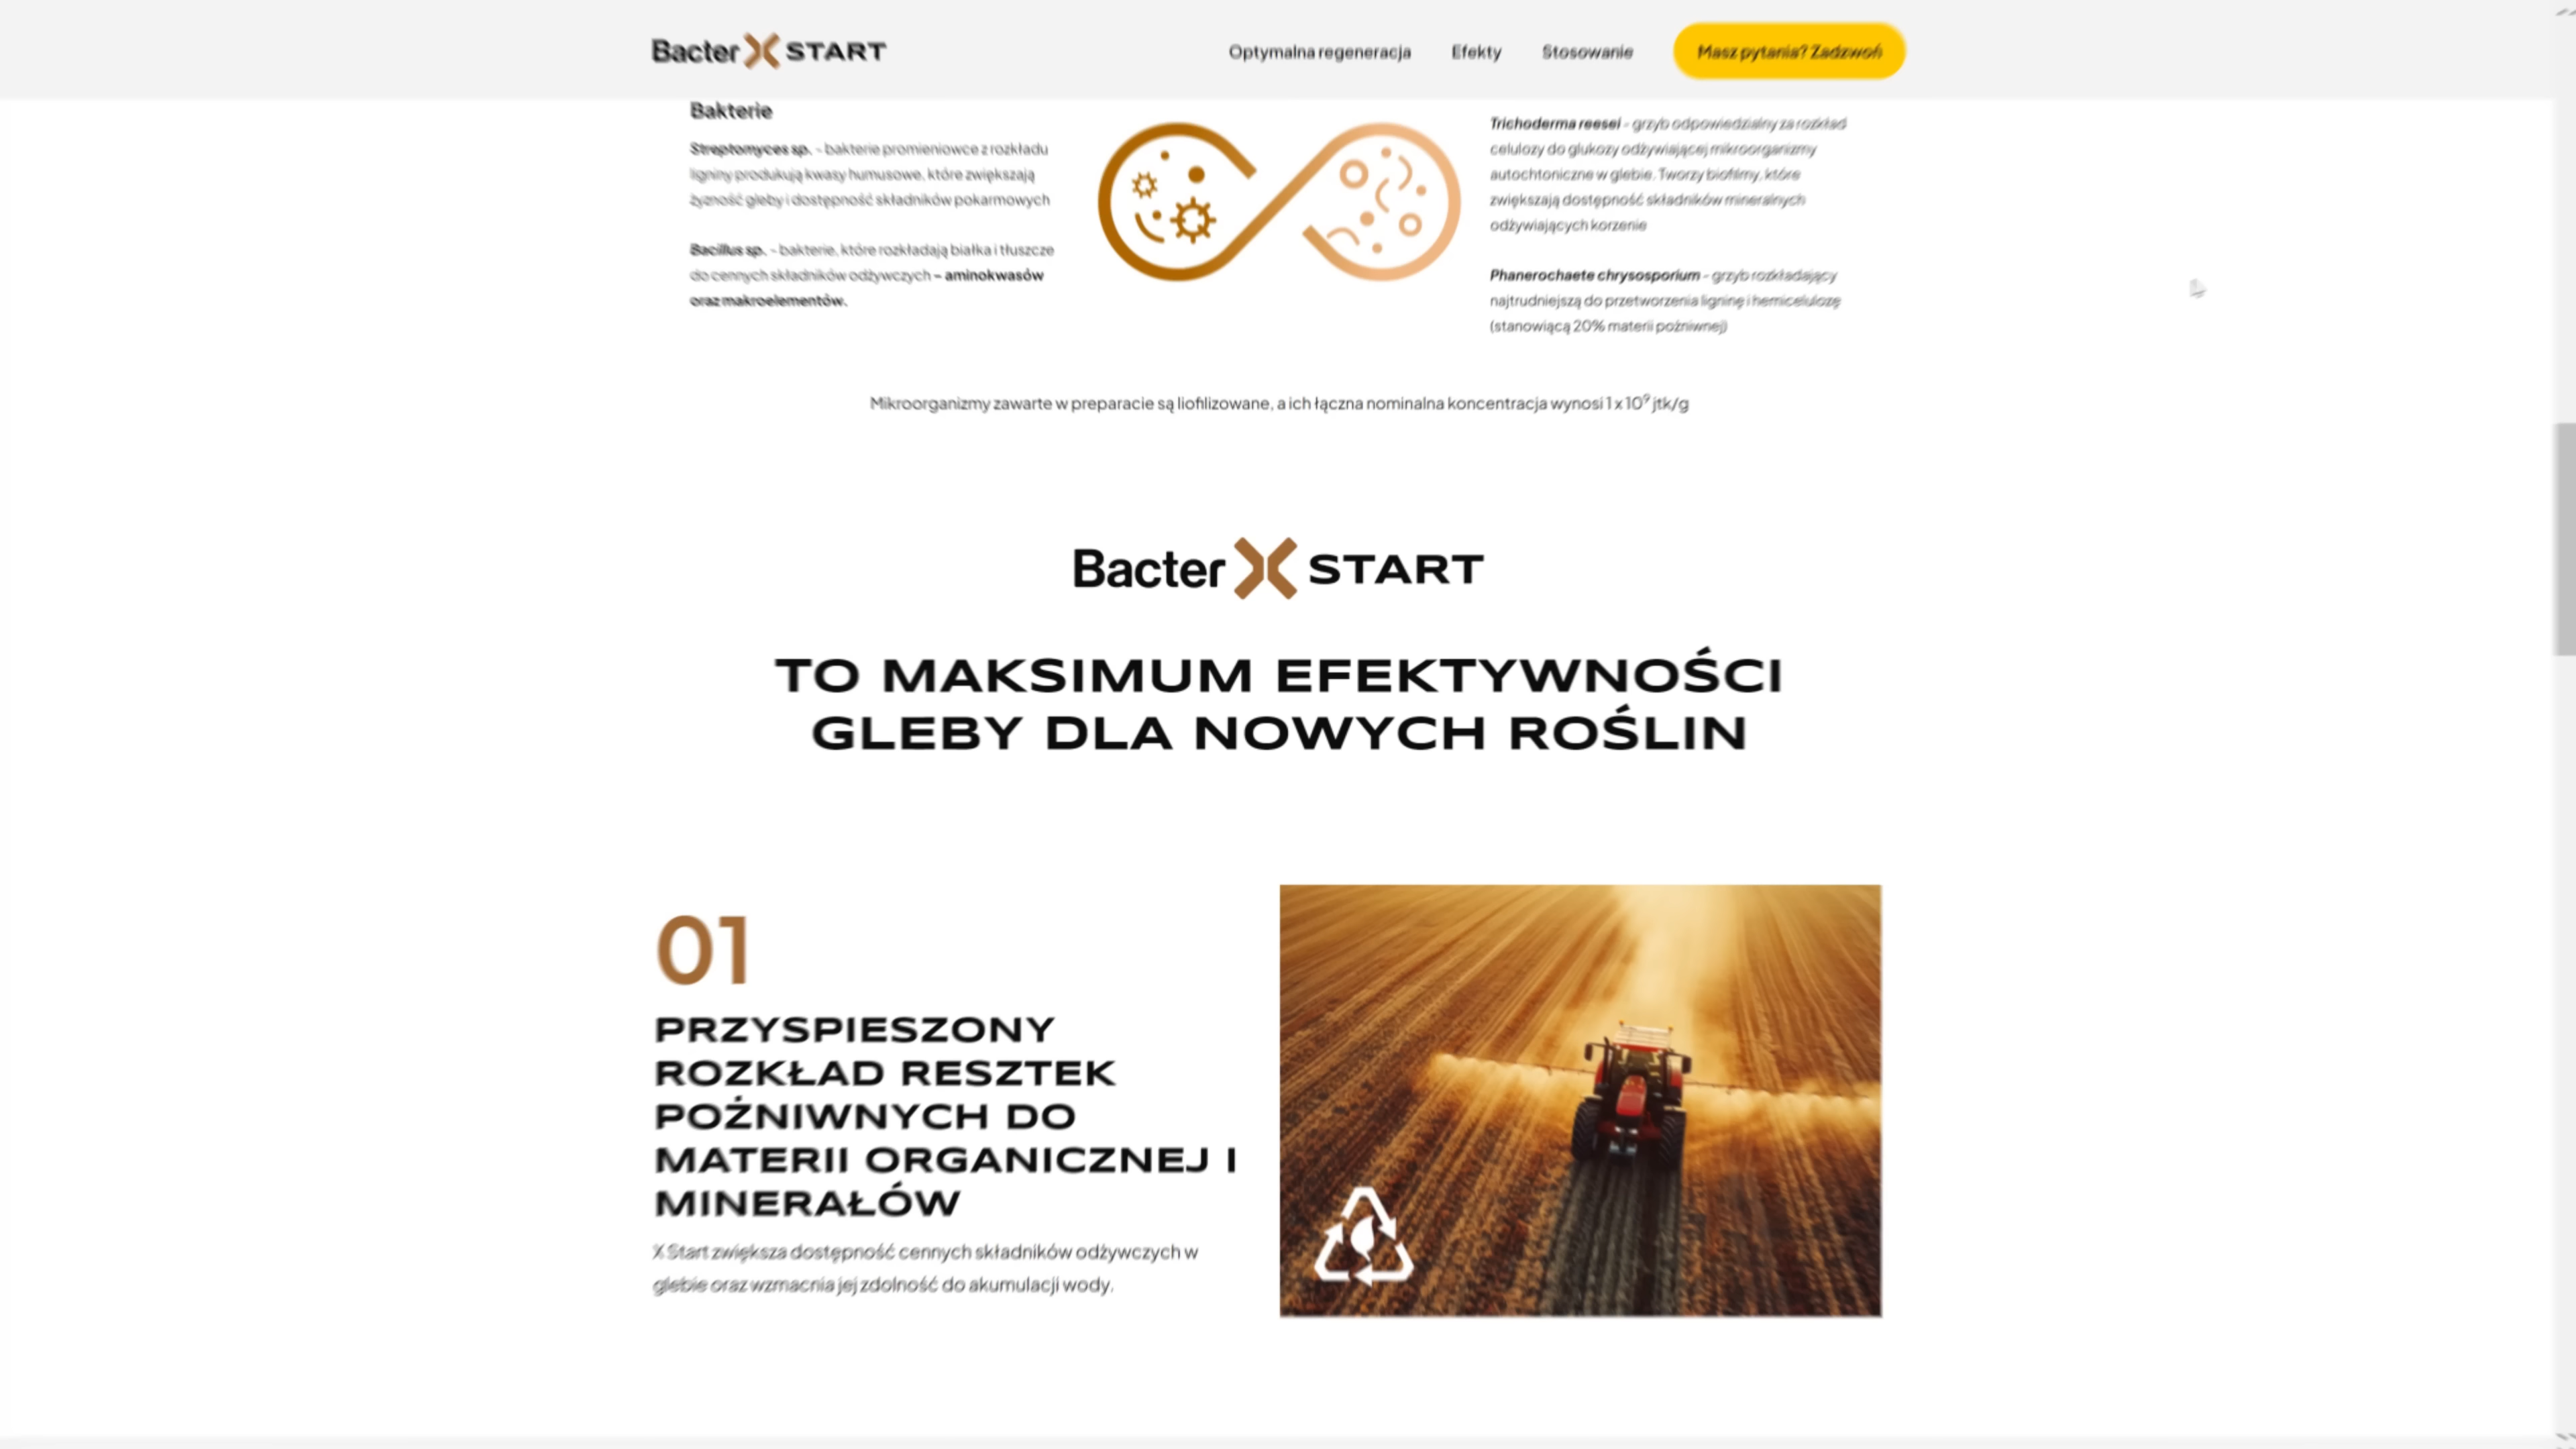 Bacter X START
Optymalna regeneracja
Efekty
Stosowanie
Masz pytania? Zadzwoń
Bakterie
Streptomyces sp. - bakterie promieniowce z rozkładu
ligniny produkują kwasy humusowe, które zwiększają
żyzność gleby i dostępność składników pokarmowych
Bacillus sp. - bakterie, które rozkładają białka i tłuszcze
do cennych składników odżywczych – aminokwasów
oraz makroelementów.
Trichoderma reesei - grzyb odpowiedzialny za rozkład
celulozy do glukozy odżywiającej mikroorganizmy
autochtoniczne w glebie. Tworzy biofilmy, które
zwiększają dostępność składników mineralnych
odżywiających korzenie
Phanerochaete chrysosporium - grzyb rozkładający
najtrudniejszą do przetworzenia ligninę i hemicelulozę
(stanowiącą 20% materii pożniwnej)
Mikroorganizmy zawarte w preparacie są liofilizowane, a ich łączna nominalna koncentracja wynosi 1 x 10⁹ jtk/g
Bacter X START
TO MAKSIMUM EFEKTYWNOŚCI
GLEBY DLA NOWYCH ROŚLIN
01
PRZYSPIESZONY
ROZKŁAD RESZTEK
POŻNIWNYCH DO
MATERII ORGANICZNEJ I
MINERAŁÓW
X Start zwiększa dostępność cennych składników odżywczych w
glebie oraz wzmacnia jej zdolność do akumulacji wody.